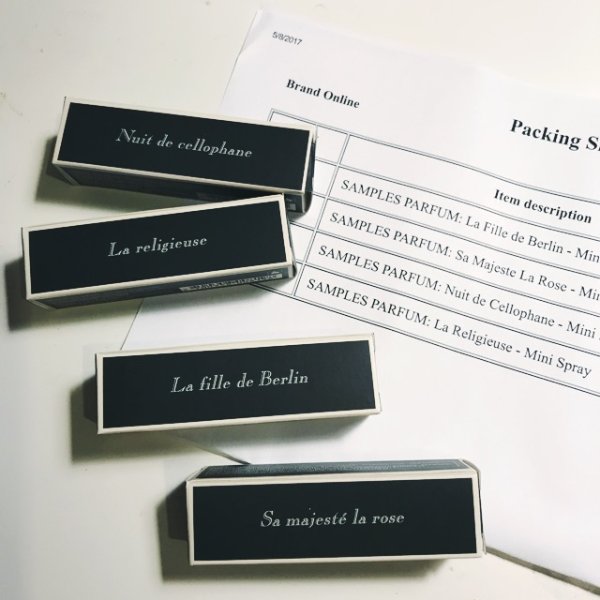 5/8/2017
Brand Online
Packing
Item description
SAMPLES PARFUM: La Fille de Berlin - Mini
SAMPLES PARFUM: Sa Majeste La Rose - Mini
SAMPLES PARFUM: Nuit de Cellophane - Mini
SAMPLES PARFUM: La Religieuse - Mini Spray
Nuit de cellophane
La religieuse
La fille de Berlin
Sa majesté la rose